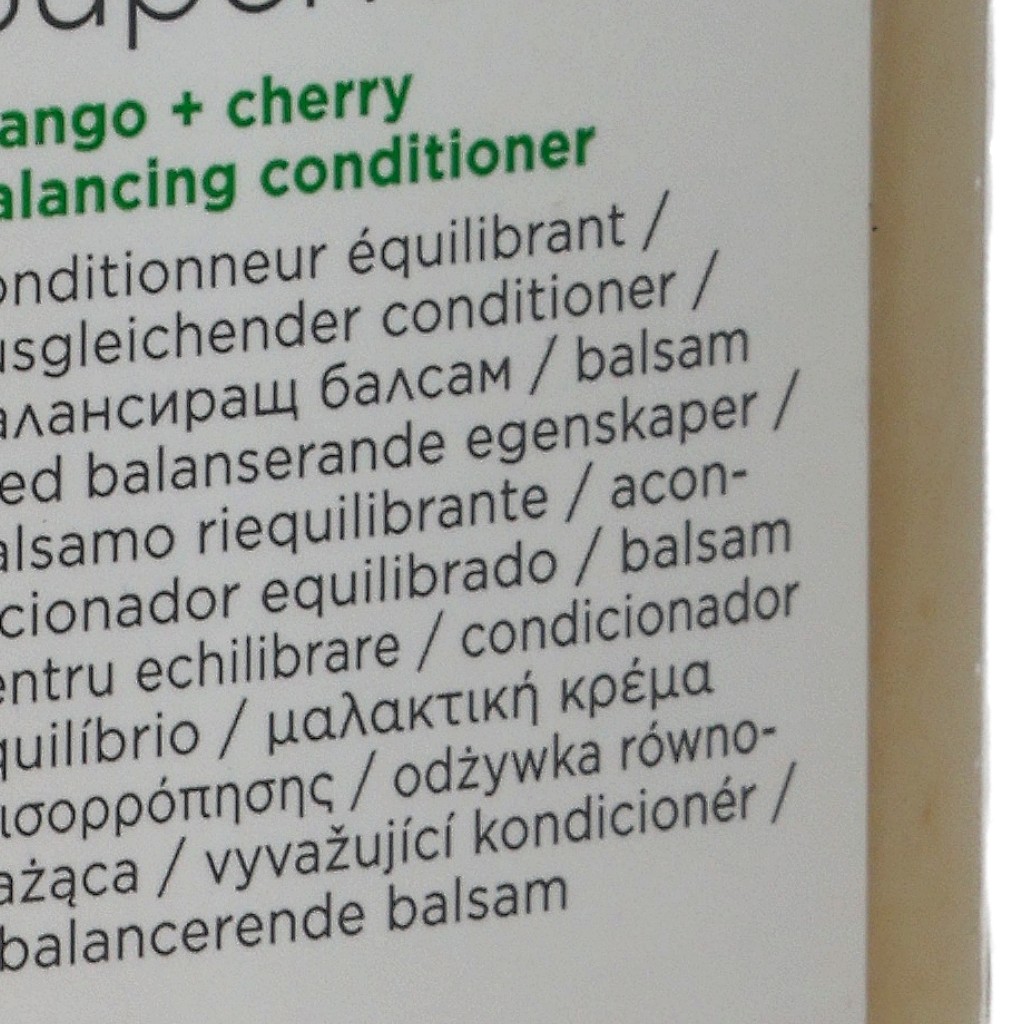 ango + cherry
alancing conditioner
onditionneur équilibrant /
usgleichender conditioner /
алансиращ балсам / balsam
ed balanserande egenskaper /
alsamo riequilibrante / acon-
cionador equilibrado / balsam
entru echilibrare / condicionador
quilíbrio / μαλακτική κρέμα
ισορρόπησης / odżywka równo-
ażąca / vyvažující kondicionér /
balancerende balsam